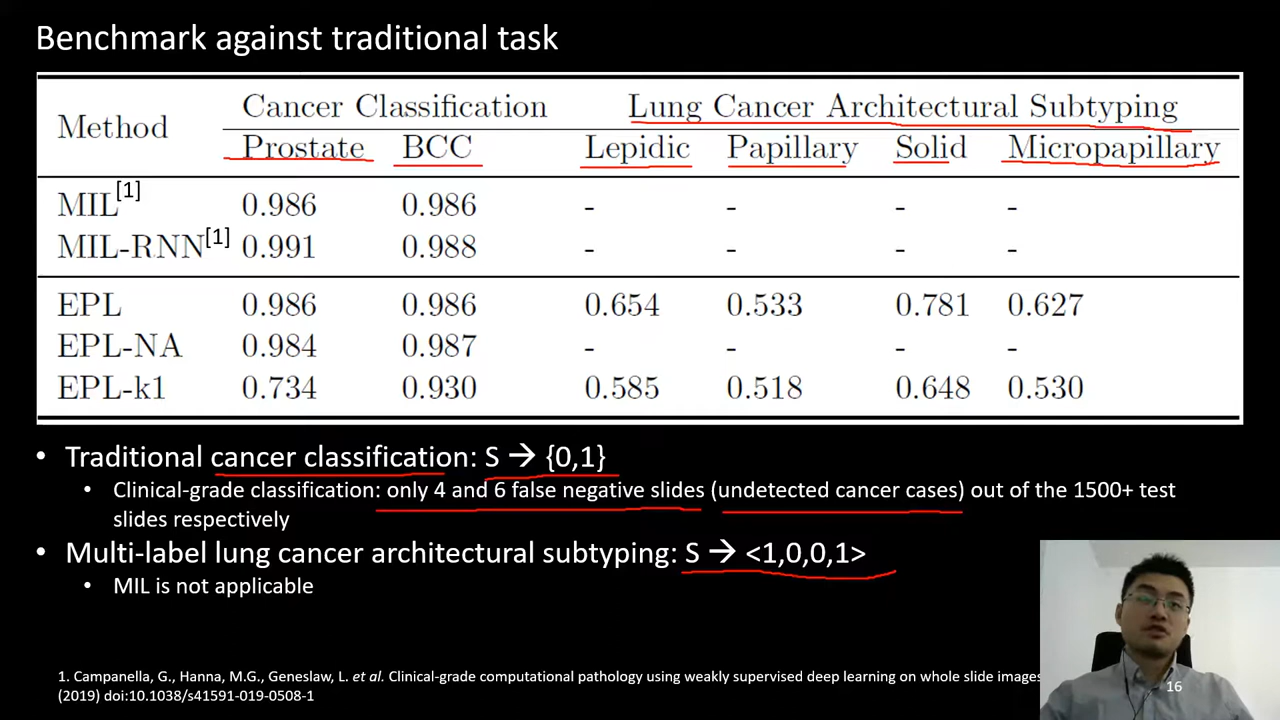 Benchmark against traditional task
Method Cancer Classification Lung Cancer Architectural Subtyping
Prostate BCC Lepidic Papillary Solid Micropapillary
MIL[1] 0.986 0.986 - - - -
MIL-RNN[1] 0.991 0.988 - - - -
EPL 0.986 0.986 0.654 0.533 0.781 0.627
EPL-NA 0.984 0.987 - - - -
EPL-k1 0.734 0.930 0.585 0.518 0.648 0.530
• Traditional cancer classification: S → {0,1}
• Clinical-grade classification: only 4 and 6 false negative slides (undetected cancer cases) out of the 1500+ test
slides respectively
• Multi-label lung cancer architectural subtyping: S → <1,0,0,1>
• MIL is not applicable
1. Campanella, G., Hanna, M.G., Geneslaw, L. et al. Clinical-grade computational pathology using weakly supervised deep learning on whole slide images
(2019) doi:10.1038/s41591-019-0508-1
16